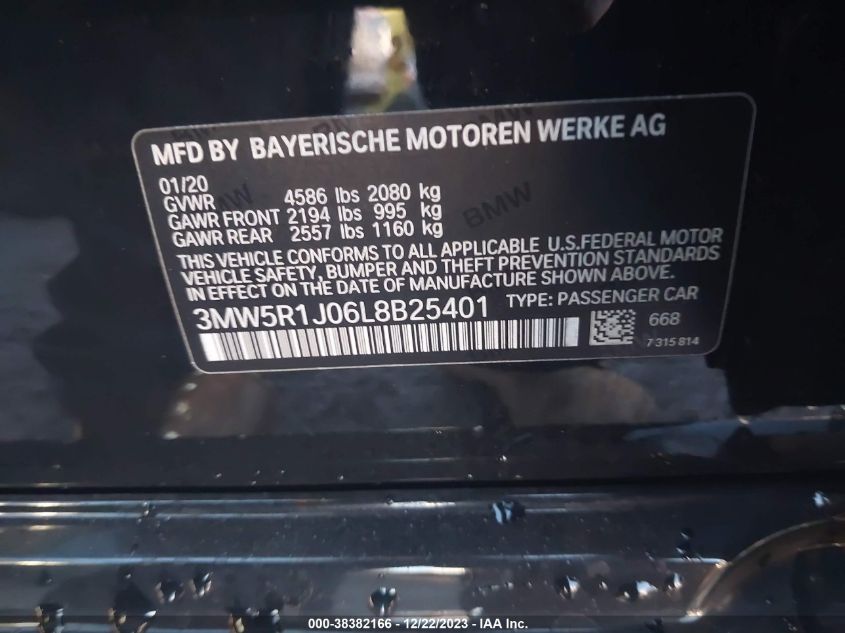 MFD BY BAYERISCHE MOTOREN WERKE AG
01/20
GVWR 4586 lbs 2080 kg
GAWR FRONT 2194 lbs 995 kg
GAWR REAR 2557 lbs 1160 kg
THIS VEHICLE CONFORMS TO ALL APPLICABLE U.S.FEDERAL MOTOR
VEHICLE SAFETY, BUMPER AND THEFT PREVENTION STANDARDS
IN EFFECT ON THE DATE OF MANUFACTURE SHOWN ABOVE.
3MW5R1J06L8B25401 TYPE: PASSENGER CAR
668
7 315 814
000-38382166 - 12/22/2023 - IAA Inc.